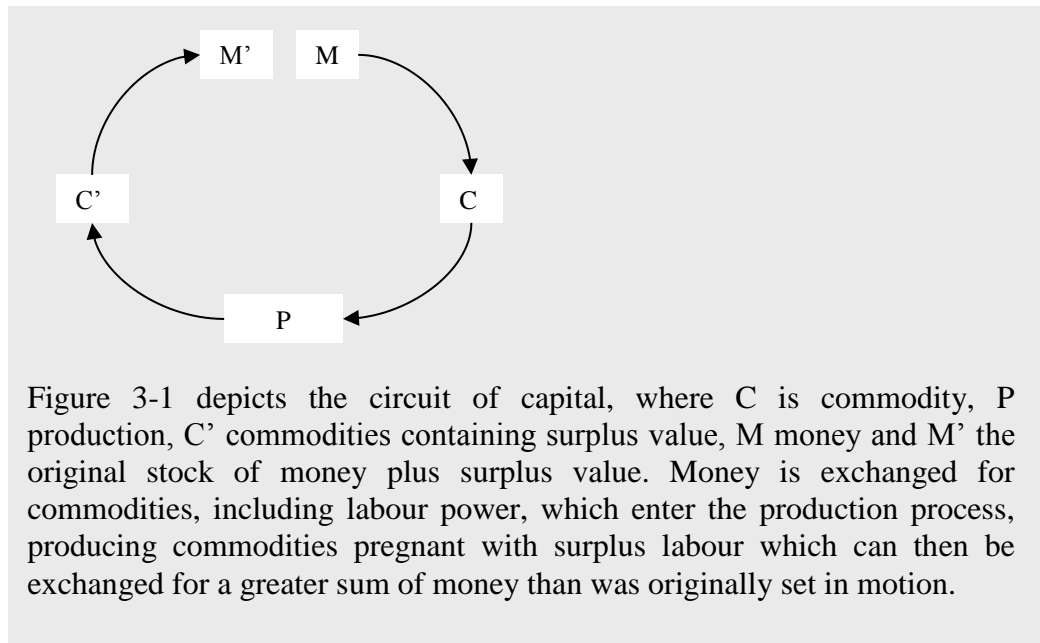 M’ M
C’ C
P
Figure 3-1 depicts the circuit of capital, where C is commodity, P
production, C’ commodities containing surplus value, M money and M’ the
original stock of money plus surplus value. Money is exchanged for
commodities, including labour power, which enter the production process,
producing commodities pregnant with surplus labour which can then be
exchanged for a greater sum of money than was originally set in motion.